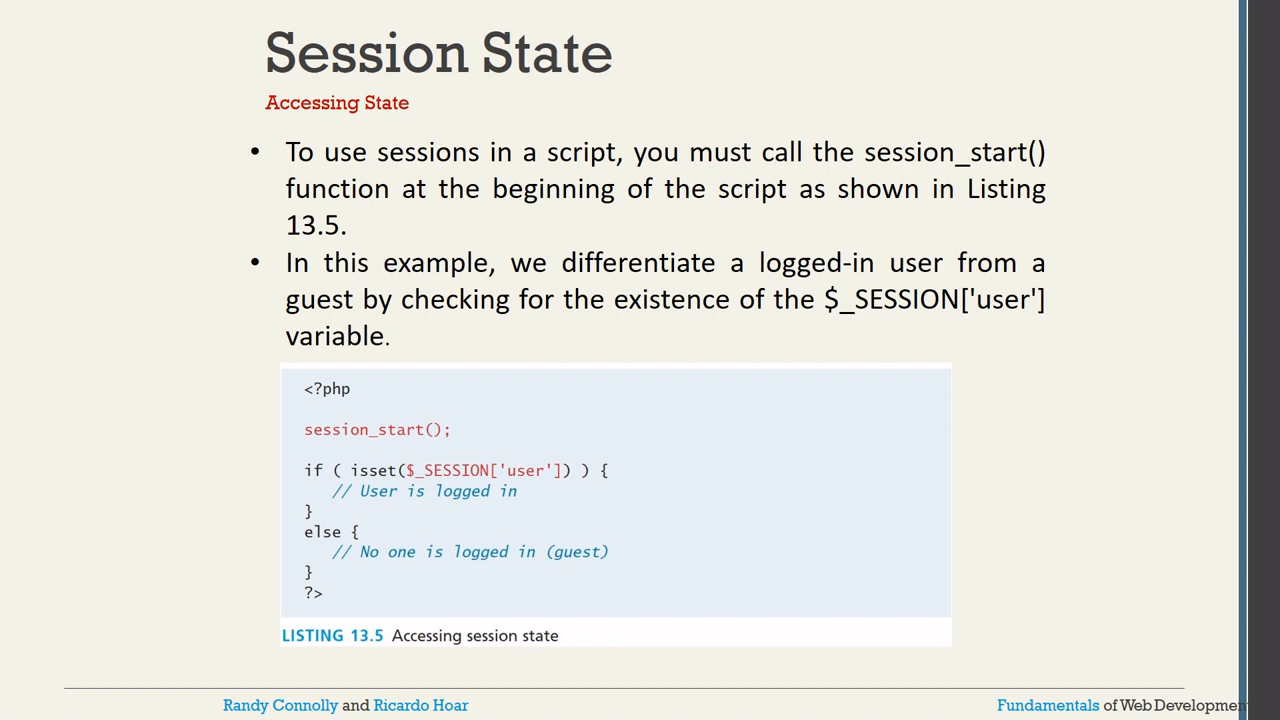 Session State
Accessing State
• To use sessions in a script, you must call the session_start()
function at the beginning of the script as shown in Listing
13.5.
• In this example, we differentiate a logged-in user from a
guest by checking for the existence of the $_SESSION['user']
variable.
<?php
session_start();
if ( isset($_SESSION['user']) ) {
// User is logged in
}
else {
// No one is logged in (guest)
}
?>
LISTING 13.5 Accessing session state
Randy Connolly and Ricardo Hoar
Fundamentals of Web Developmen